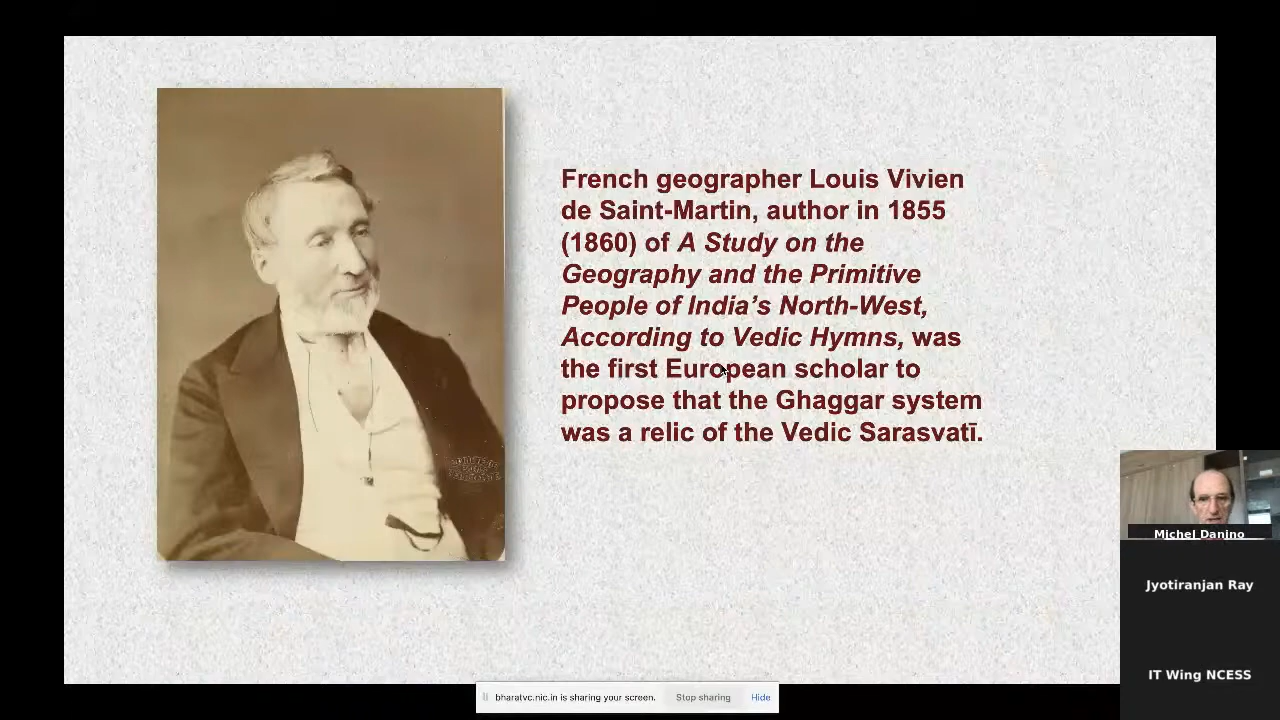 French geographer Louis Vivien
de Saint-Martin, author in 1855
(1860) of A Study on the
Geography and the Primitive
People of India’s North-West,
According to Vedic Hymns, was
the first European scholar to
propose that the Ghaggar system
was a relic of the Vedic Sarasvatī.
Michel Danino
Jyotiranjan Ray
IT Wing NCESS
bharatvc.nic.in is sharing your screen. Stop sharing Hide